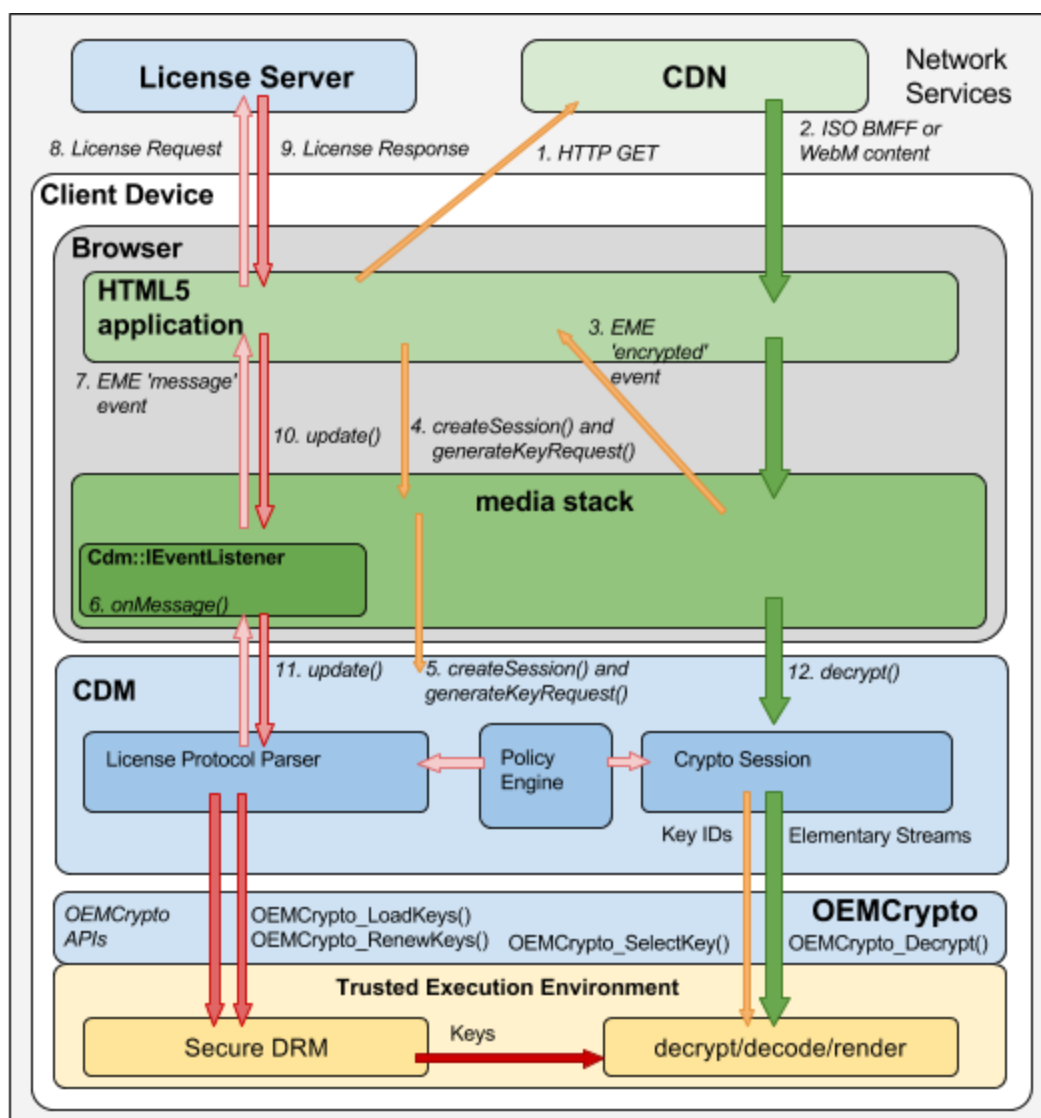 License Server
CDN
Network
Services
8. License Request
9. License Response
1. HTTP GET
2. ISO BMFF or
WebM content
Client Device
Browser
HTML5
application
3. EME
'encrypted'
event
7. EME 'message'
event
10. update()
4. createSession() and
generateKeyRequest()
media stack
Cdm::IEventListener
6. onMessage()
11. update()
5. createSession() and
generateKeyRequest()
12. decrypt()
CDM
License Protocol Parser
Policy
Engine
Crypto Session
Key IDs
Elementary Streams
OEMCrypto
APIs
OEMCrypto_LoadKeys()
OEMCrypto_RenewKeys()
OEMCrypto_SelectKey()
OEMCrypto
OEMCrypto_Decrypt()
Trusted Execution Environment
Secure DRM
Keys
decrypt/decode/render